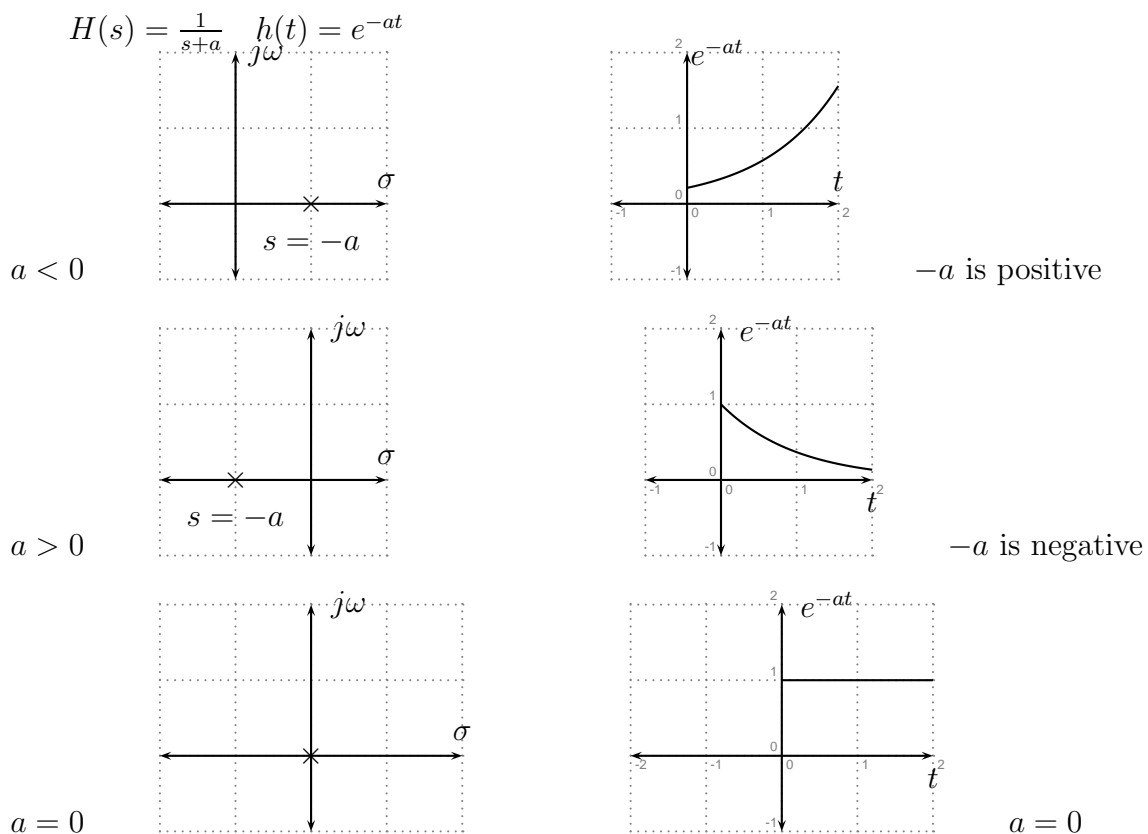 H(s) = \frac{1}{s+a} h(t) = e^{-at}
jω
σ
s = −a
a < 0
2
e^{-at}
1
0
t
-1 0 1 2
-1
−a is positive
jω
σ
s = −a
a > 0
2
e^{-at}
1
0
-1 0 1 2
t
-1
−a is negative
jω
σ
a = 0
2
e^{-at}
1
0
-2 -1 0 1 2
t
-1
a = 0